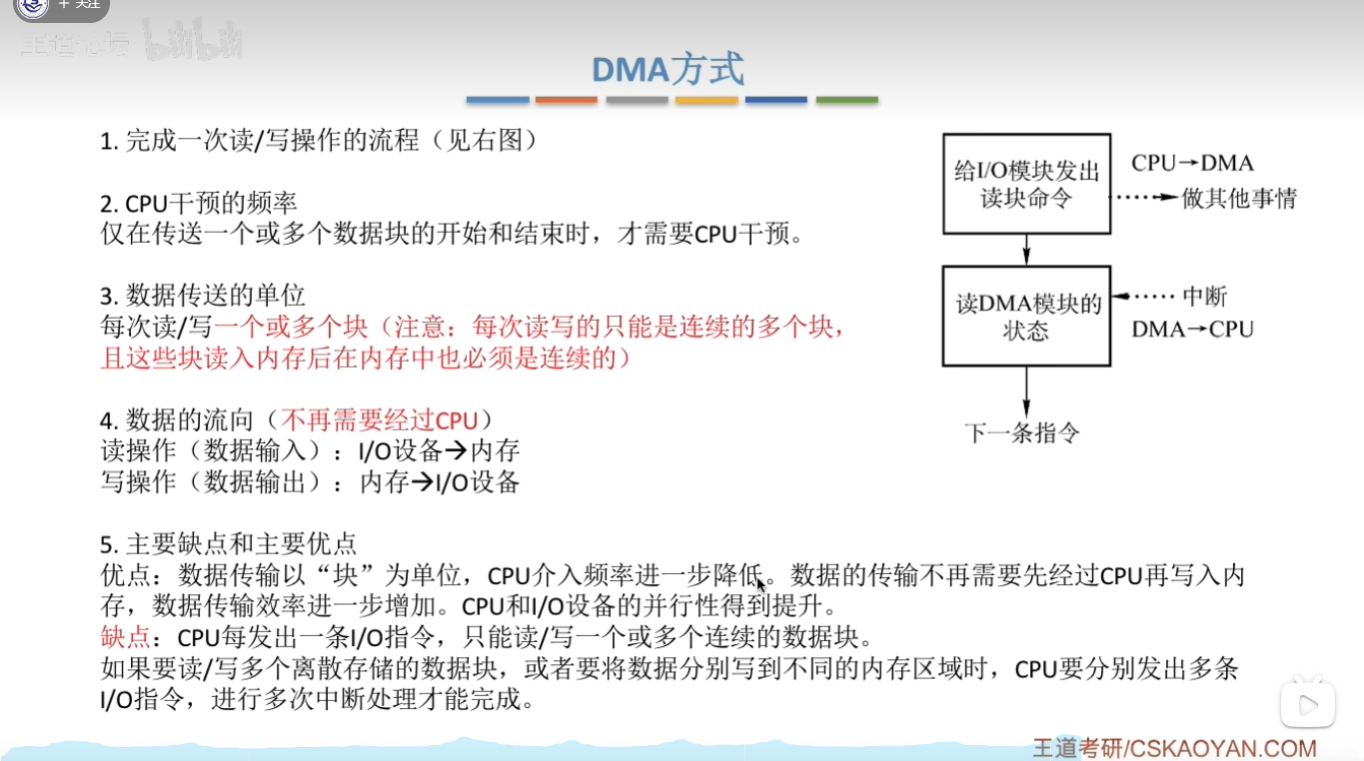 + 关注
王道论坛 bilibili
DMA方式
1. 完成一次读/写操作的流程（见右图）
2. CPU干预的频率
仅在传送一个或多个数据块的开始和结束时，才需要CPU干预。
3. 数据传送的单位
每次读/写一个或多个块（注意：每次读写的只能是连续的多个块，
且这些块读入内存后在内存中也必须是连续的）
4. 数据的流向（不再需要经过CPU）
读操作（数据输入）：I/O设备→内存
写操作（数据输出）：内存→I/O设备
5. 主要缺点和主要优点
优点：数据传输以“块”为单位，CPU介入频率进一步降低。数据的传输不再需要先经过CPU再写入内
存，数据传输效率进一步增加。CPU和I/O设备的并行性得到提升。
缺点：CPU每发出一条I/O指令，只能读/写一个或多个连续的数据块。
如果要读/写多个离散存储的数据块，或者要将数据分别写到不同的内存区域时，CPU要分别发出多条
I/O指令，进行多次中断处理才能完成。
给I/O模块发出
读块命令
CPU→DMA
做其他事情
读DMA模块的
状态
中断
DMA→CPU
下一条指令
王道考研/CSKAOYAN.COM